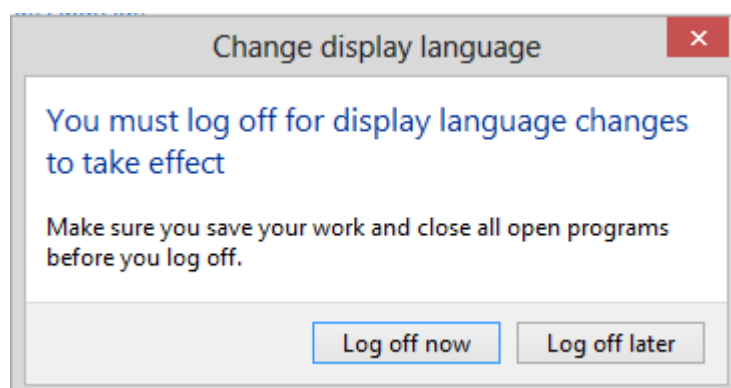 Change display language
You must log off for display language changes
to take effect
Make sure you save your work and close all open programs
before you log off.
Log off now
Log off later